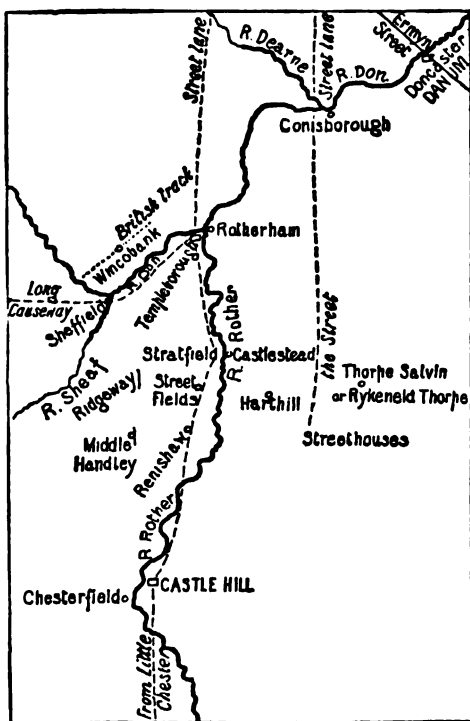 Street Lane
R. Dearne
Street Lane
Ermyn
Street
R. Don
Doncaster
DANUM
Conisborough
British Track
Wincobank
R. Don
Templeborough
Rotherham
Long
Causeway
Sheffield
R. Sheaf
Ridgeway
R. Rother
Stratfield
Castlestead
the Street
Street
Fields
Harthill
Thorpe Salvin
or Rykeneld Thorpe
Streethouses
Middle
Handley
Renishaw
R. Rother
CASTLE HILL
Chesterfield
From Little
Chester